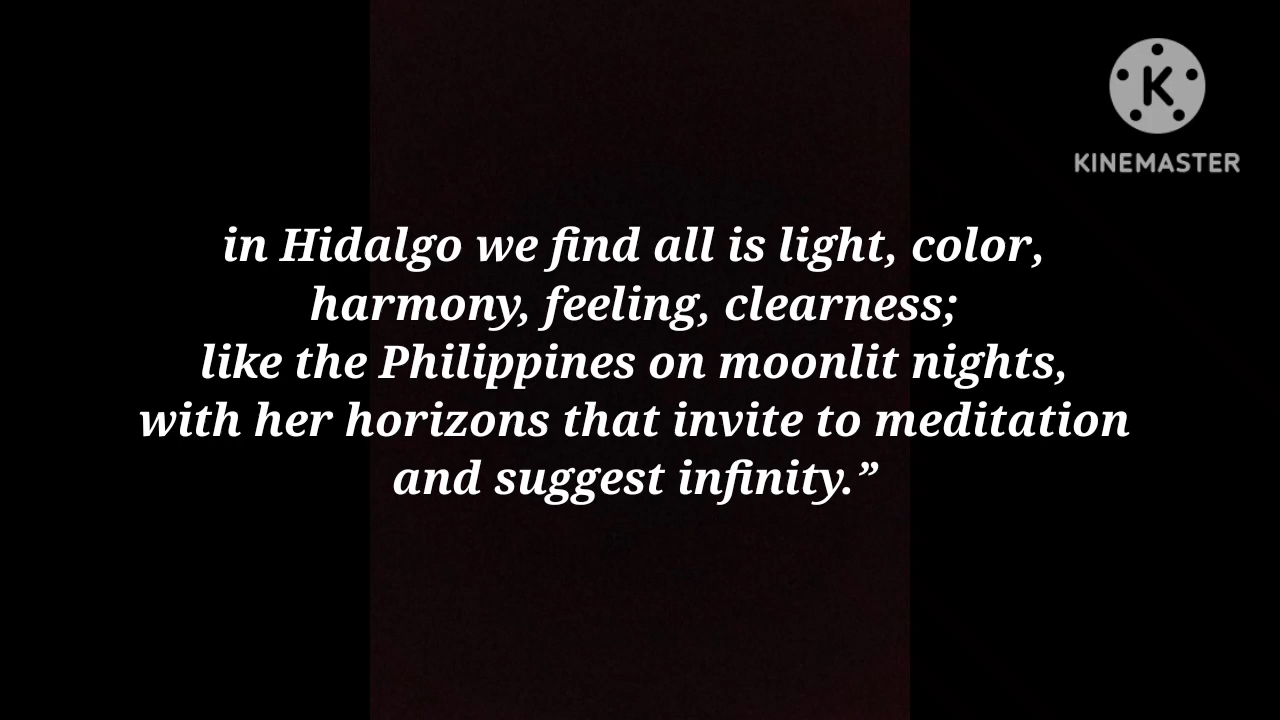 K
KINEMASTER
in Hidalgo we find all is light, color,
harmony, feeling, clearness;
like the Philippines on moonlit nights,
with her horizons that invite to meditation
and suggest infinity.”